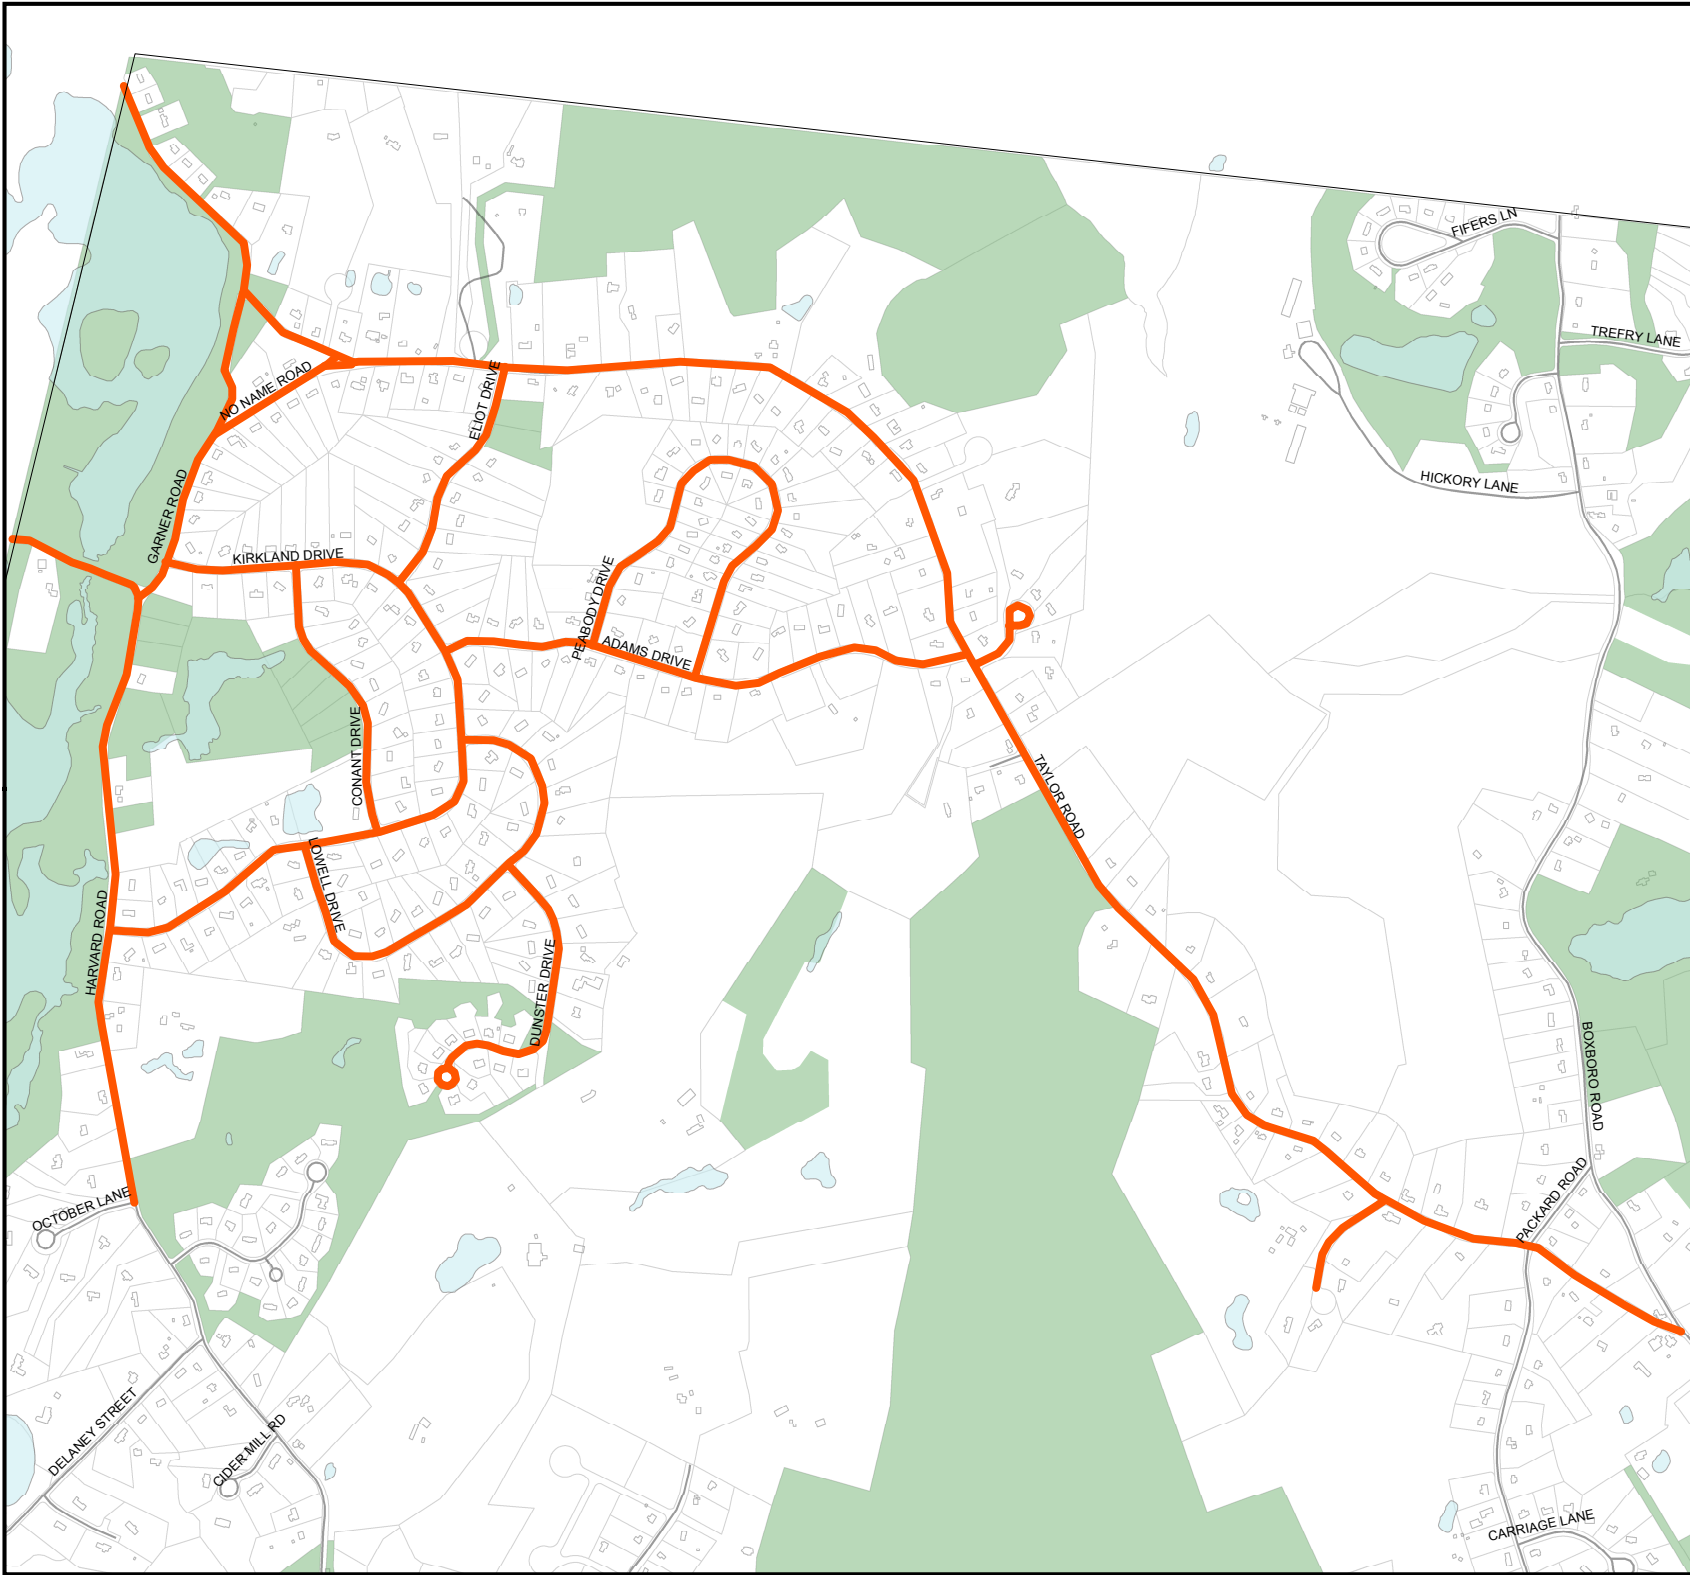 FIFERS LN
TREFRY LANE
NO NAME ROAD
ELIOT DRIVE
HICKORY LANE
GARNER ROAD
KIRKLAND DRIVE
PEABODY DRIVE
ADAMS DRIVE
CONANT DRIVE
TAYLOR ROAD
LOWELL DRIVE
HARVARD ROAD
DUNSTER DRIVE
BOXBORO ROAD
PACKARD ROAD
OCTOBER LANE
DELANEY STREET
CIDER MILL RD
CARRIAGE LANE